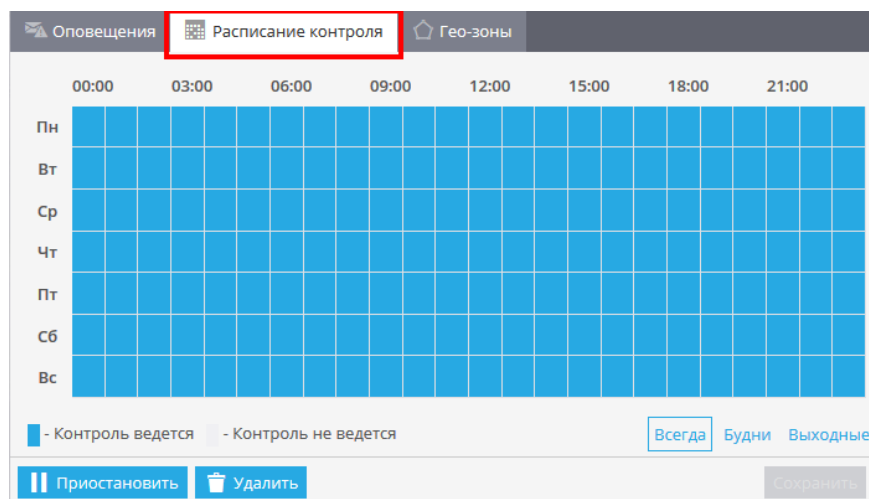 Оповещения Расписание контроля Гео-зоны
00:00 03:00 06:00 09:00 12:00 15:00 18:00 21:00
Пн
Вт
Ср
Чт
Пт
Сб
Вс
- Контроль ведется - Контроль не ведется Всегда Будни Выходные
Приостановить Удалить Сохранить